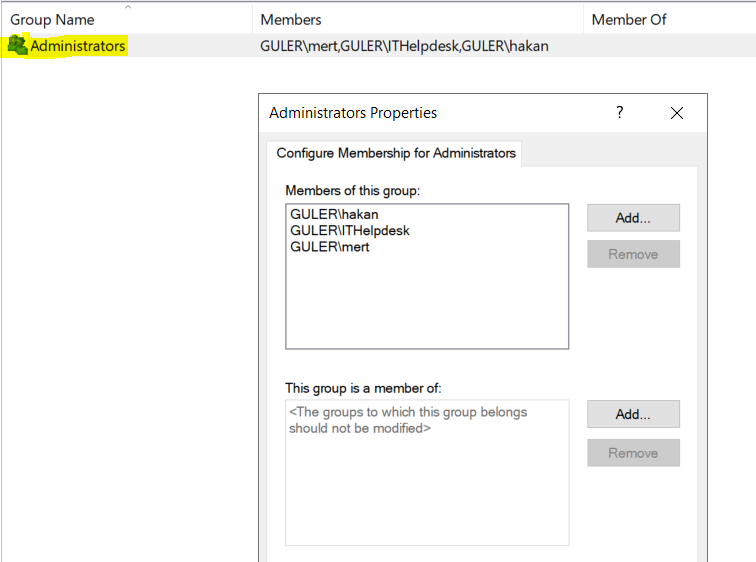 Group Name Members Member Of
Administrators GULER\mert,GULER\ITHelpdesk,GULER\hakan
Administrators Properties ?
Configure Membership for Administrators
Members of this group:
GULER\hakan
GULER\ITHelpdesk
GULER\mert
Add...
Remove
This group is a member of:
<The groups to which this group belongs
should not be modified>
Add...
Remove